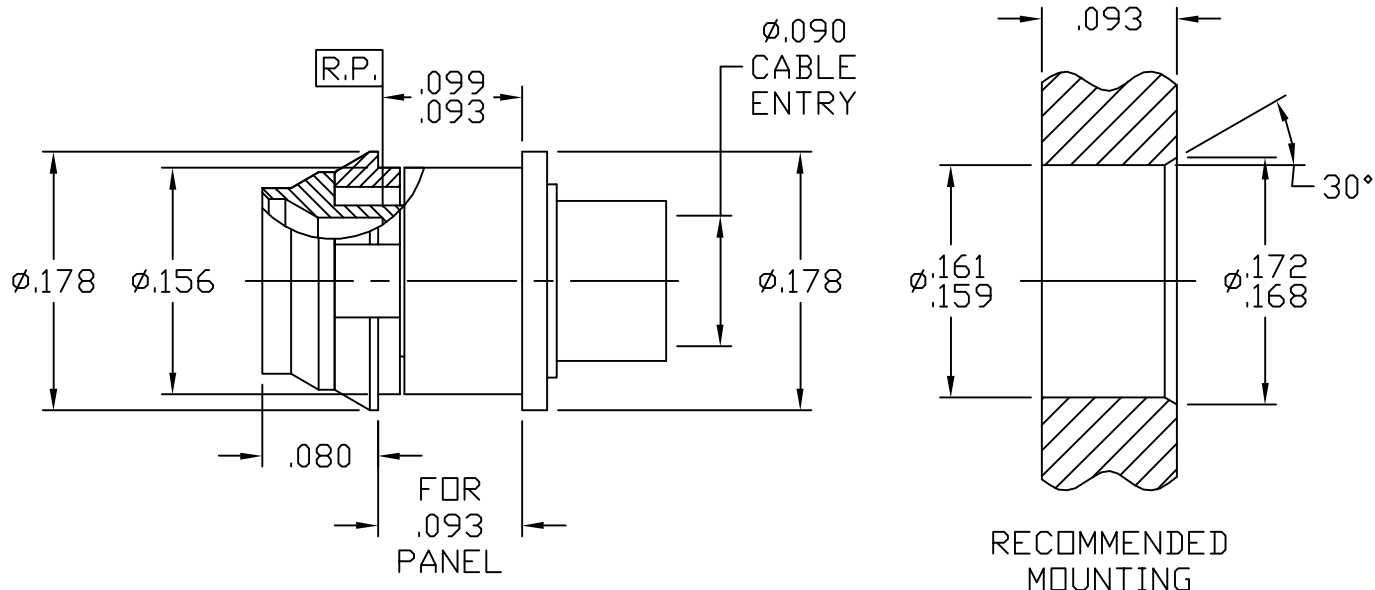 R.P.
.099
.093
Ø.090
CABLE
ENTRY
Ø.178
Ø.156
Ø.178
.080
FOR
.093
PANEL
.093
30°
Ø.161
.159
Ø.172
.168
RECOMMENDED
MOUNTING